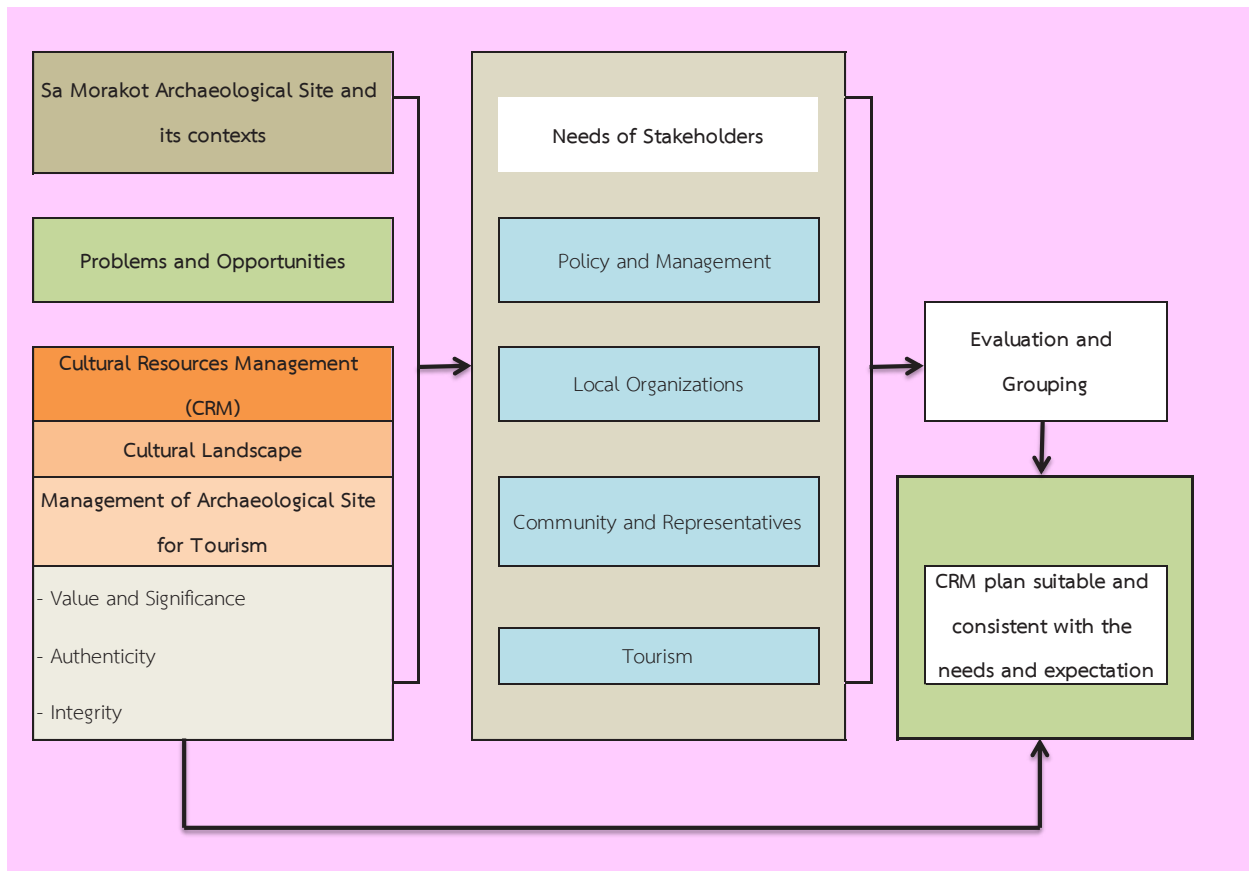 Sa Morakot Archaeological Site and
its contexts
Problems and Opportunities
Cultural Resources Management
(CRM)
Cultural Landscape
Management of Archaeological Site
for Tourism
- Value and Significance
- Authenticity
- Integrity
Needs of Stakeholders
Policy and Management
Local Organizations
Community and Representatives
Tourism
Evaluation and
Grouping
CRM plan suitable and
consistent with the
needs and expectation